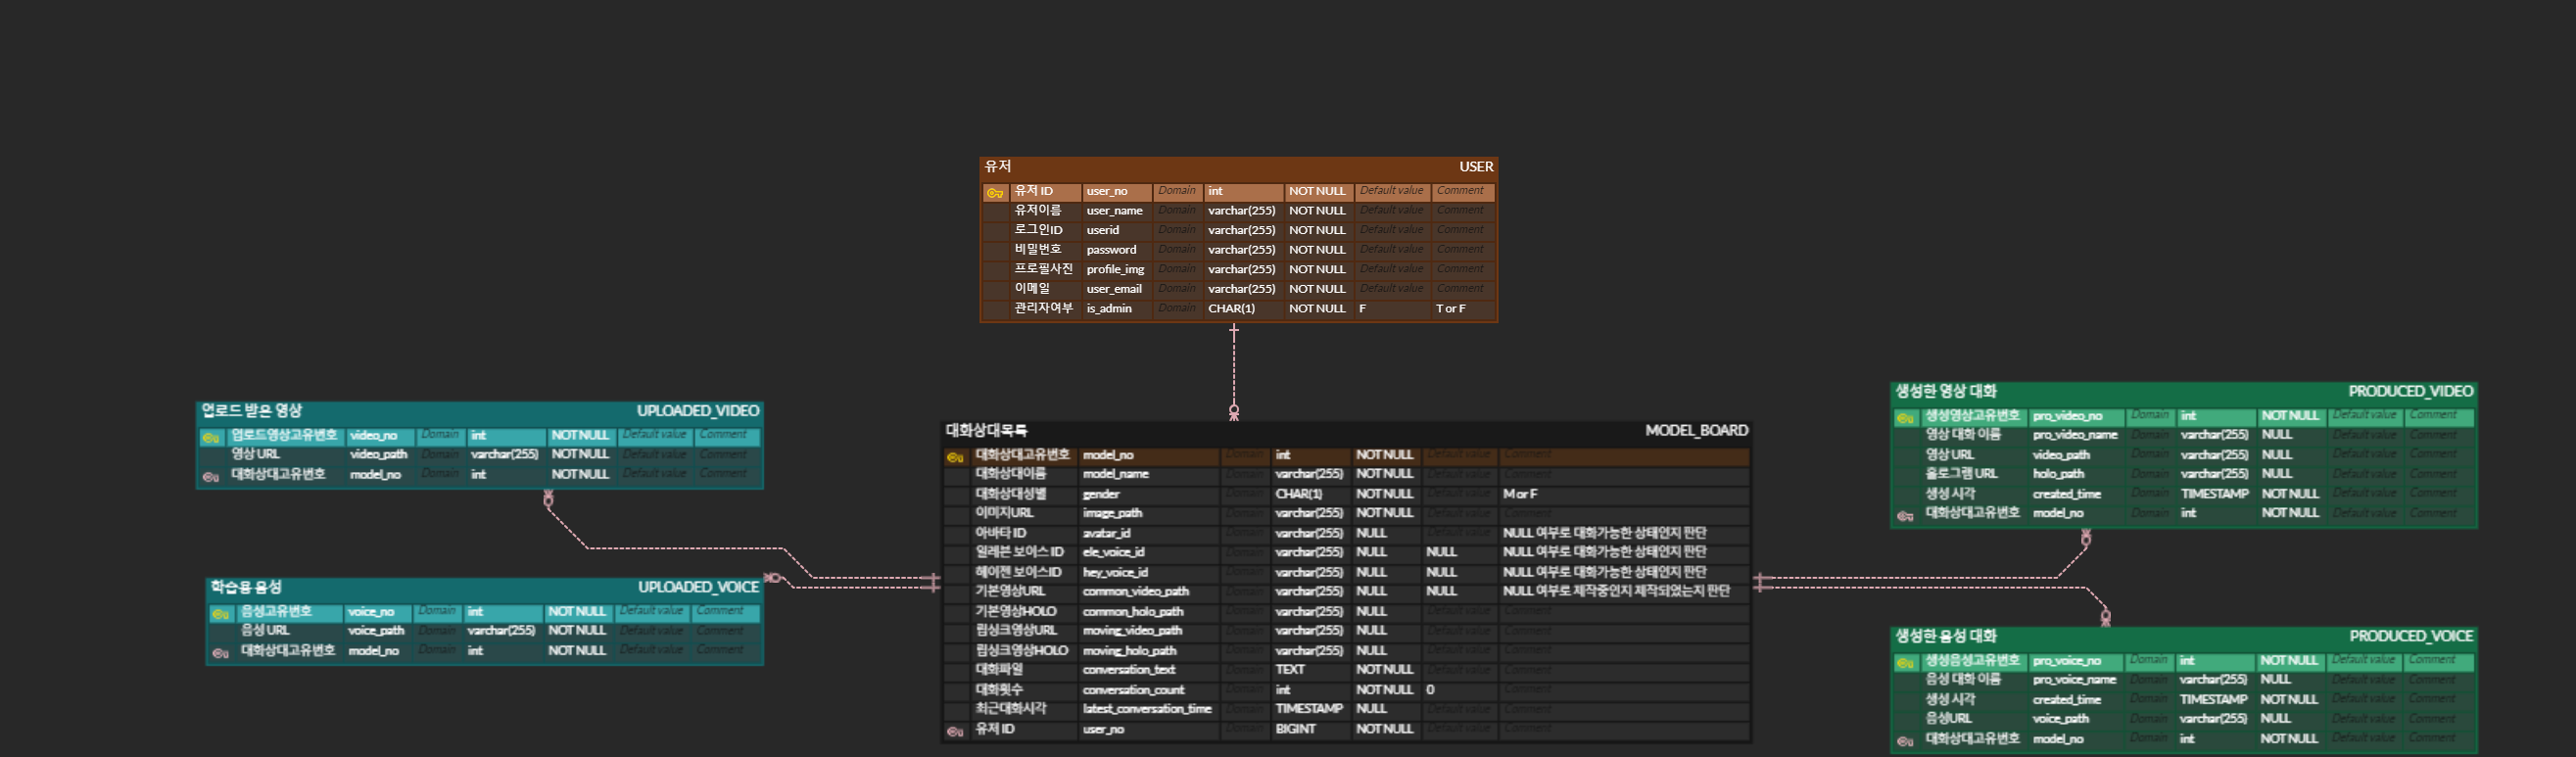 유저 USER
유저 ID user_no Domain int NOT NULL Default value Comment
유저이름 user_name Domain varchar(255) NOT NULL Default value Comment
로그인ID userid Domain varchar(255) NOT NULL Default value Comment
비밀번호 password Domain varchar(255) NOT NULL Default value Comment
프로필사진 profile_img Domain varchar(255) NOT NULL Default value Comment
이메일 user_email Domain varchar(255) NOT NULL Default value Comment
관리자여부 is_admin Domain CHAR(1) NOT NULL F T or F
업로드 받은 영상 UPLOADED_VIDEO
업로드영상고유번호 video_no Domain int NOT NULL Default value Comment
영상 URL video_path Domain varchar(255) NOT NULL Default value Comment
대화상대고유번호 model_no Domain int NOT NULL Default value Comment
학습용 음성 UPLOADED_VOICE
음성고유번호 voice_no Domain int NOT NULL Default value Comment
음성 URL voice_path Domain varchar(255) NOT NULL Default value Comment
대화상대고유번호 model_no Domain int NOT NULL Default value Comment
대화상대목록 MODEL_BOARD
대화상대고유번호 model_no Domain int NOT NULL Default value Comment
대화상대이름 model_name Domain varchar(255) NOT NULL Default value Comment
대화상대성별 gender Domain CHAR(1) NOT NULL Default value M or F
이미지URL image_path Domain varchar(255) NOT NULL Default value Comment
아바타 ID avatar_id Domain varchar(255) NULL Default value NULL 여부로 대화가능한 상태인지 판단
일레븐 보이스 ID ele_voice_id Domain varchar(255) NULL NULL NULL 여부로 대화가능한 상태인지 판단
헤이젠 보이스ID hey_voice_id Domain varchar(255) NULL NULL NULL 여부로 대화가능한 상태인지 판단
기본영상URL common_video_path Domain varchar(255) NULL NULL NULL 여부로 제작중인지 제작되었는지 판단
기본영상HOLO common_holo_path Domain varchar(255) NULL Default value Comment
립싱크영상URL moving_video_path Domain varchar(255) NULL Default value Comment
립싱크영상HOLO moving_holo_path Domain varchar(255) NULL Default value Comment
대화파일 conversation_text Domain TEXT NOT NULL Default value Comment
대화횟수 conversation_count Domain int NOT NULL 0 Comment
최근대화시각 latest_conversation_time Domain TIMESTAMP NULL Default value Comment
유저 ID user_no Domain BIGINT NOT NULL Default value Comment
생성한 영상 대화 PRODUCED_VIDEO
생성영상고유번호 pro_video_no Domain int NOT NULL Default value Comment
영상 대화 이름 pro_video_name Domain varchar(255) NULL Default value Comment
영상 URL video_path Domain varchar(255) NULL Default value Comment
홀로그램 URL holo_path Domain varchar(255) NULL Default value Comment
생성 시각 created_time Domain TIMESTAMP NOT NULL Default value Comment
대화상대고유번호 model_no Domain int NOT NULL Default value Comment
생성한 음성 대화 PRODUCED_VOICE
생성음성고유번호 pro_voice_no Domain int NOT NULL Default value Comment
음성 대화 이름 pro_voice_name Domain varchar(255) NULL Default value Comment
생성 시각 created_time Domain TIMESTAMP NOT NULL Default value Comment
음성URL voice_path Domain varchar(255) NULL Default value Comment
대화상대고유번호 model_no Domain int NOT NULL Default value Comment